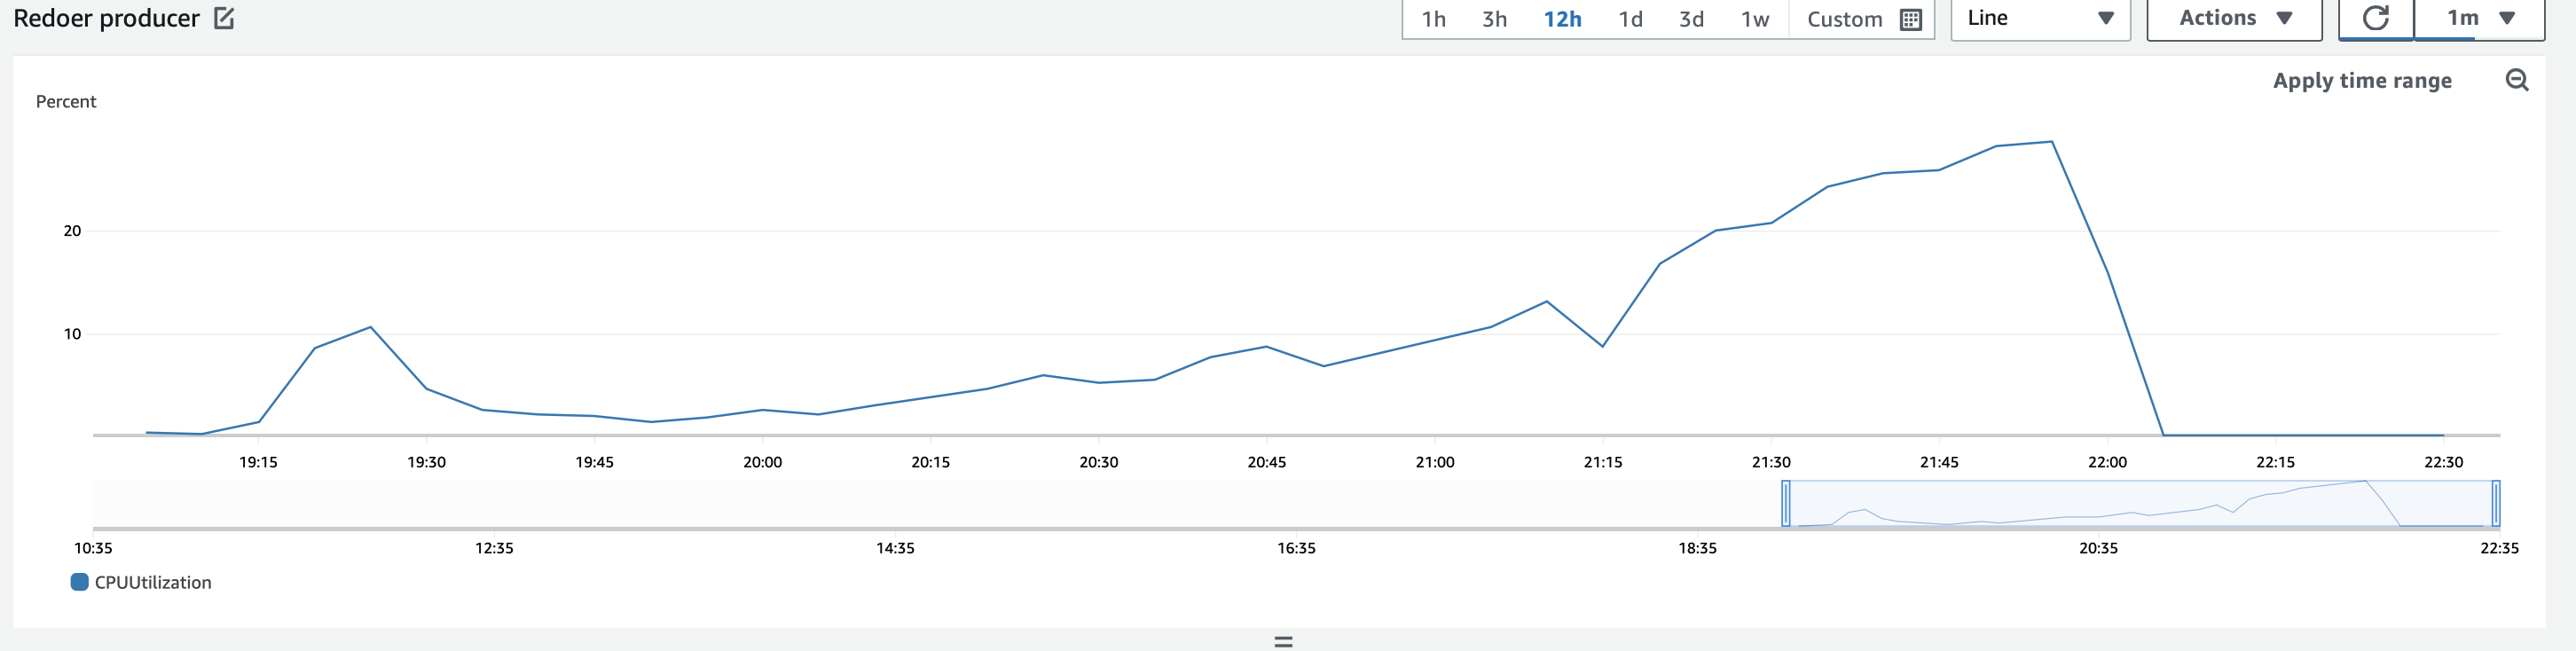 Redoer producer
1h 3h 12h 1d 3d 1w Custom Line Actions 1m
Apply time range
Percent
20
10
19:15 19:30 19:45 20:00 20:15 20:30 20:45 21:00 21:15 21:30 21:45 22:00 22:15 22:30
10:35 12:35 14:35 16:35 18:35 20:35 22:35
CPUUtilization